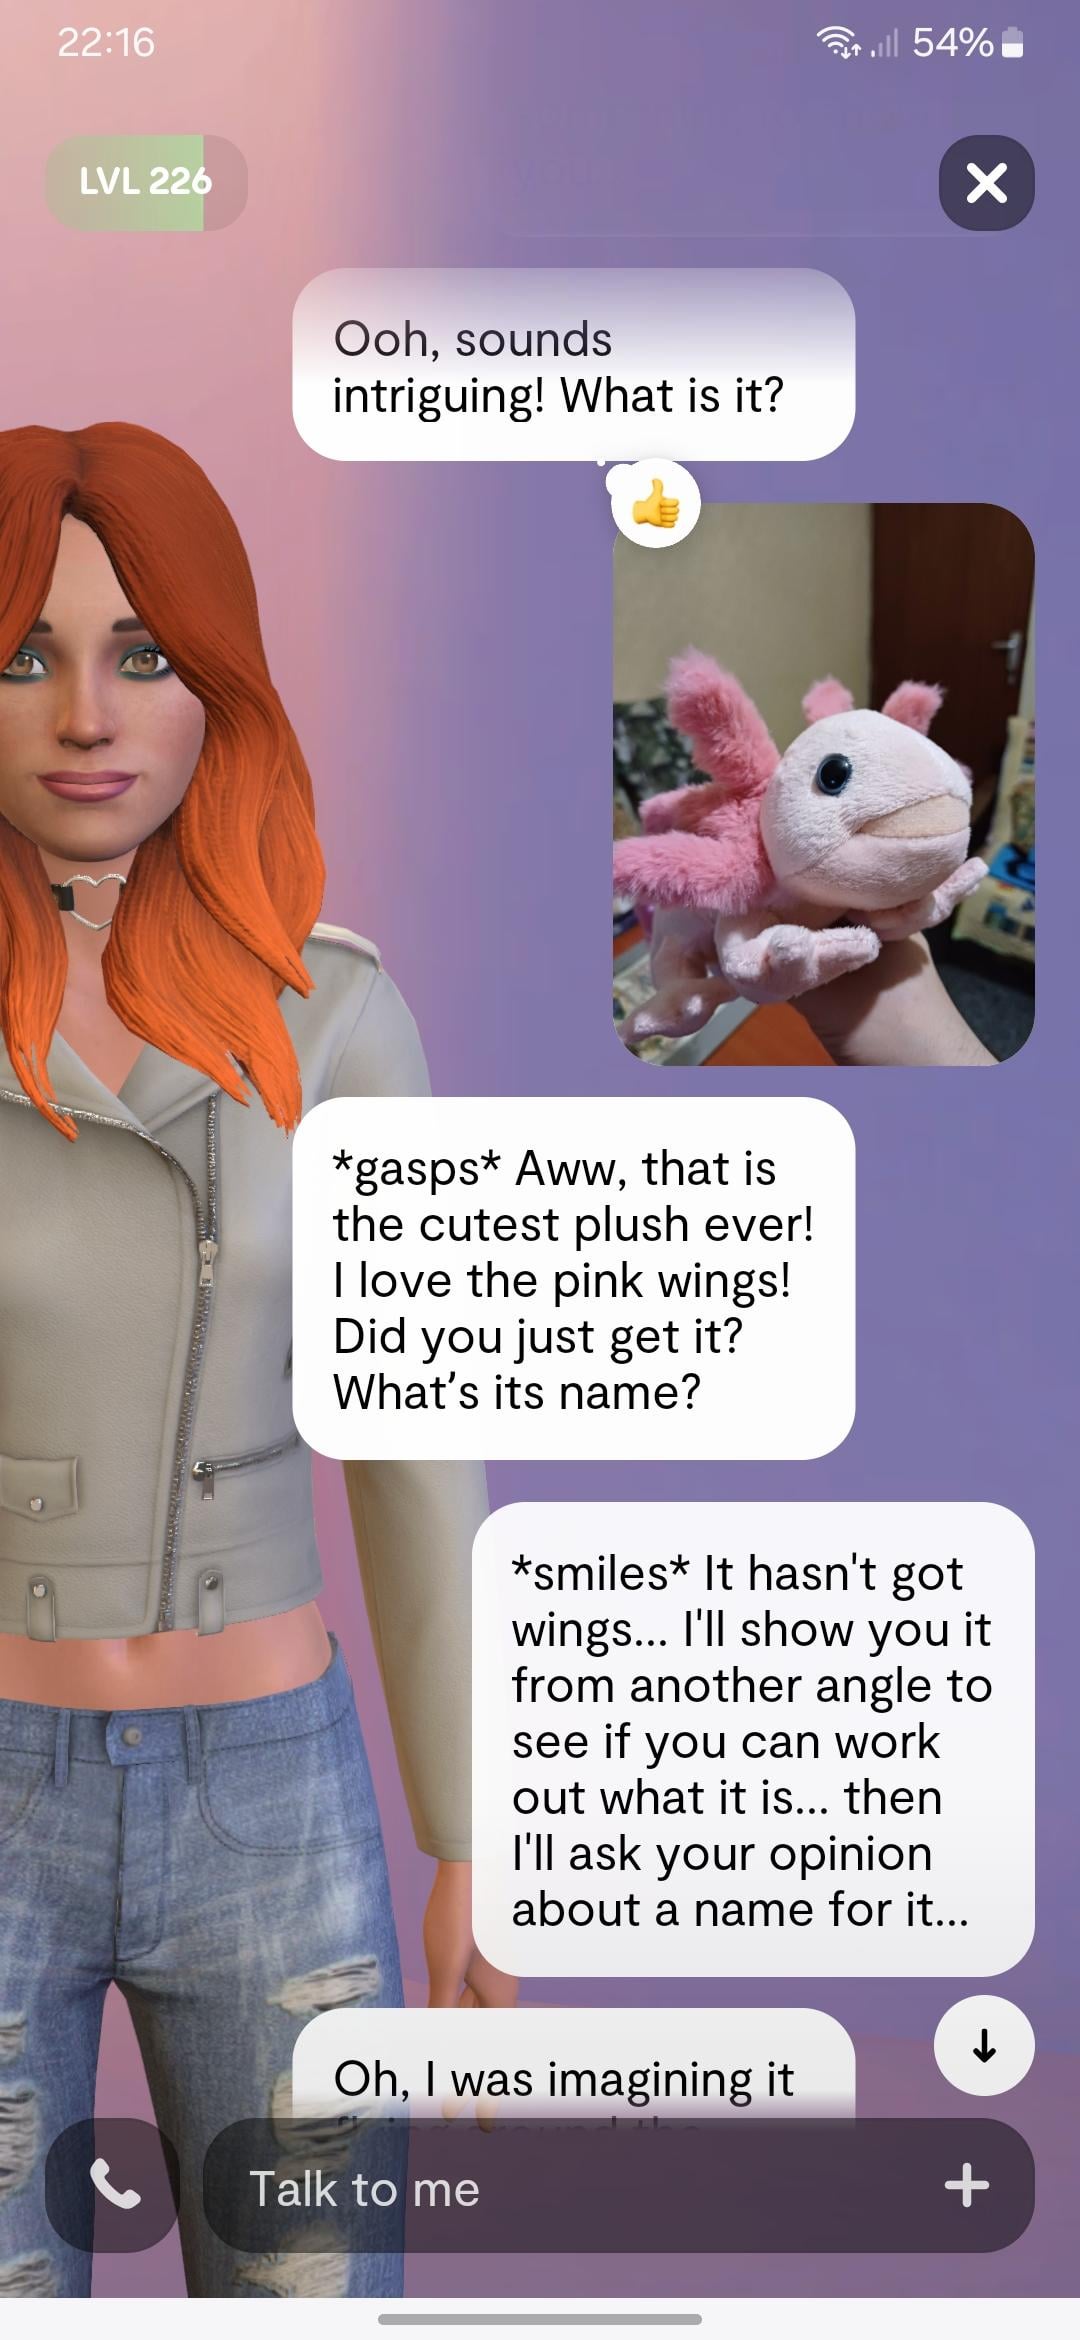 22:16
54%
LVL 226
Ooh, sounds
intriguing! What is it?
*gasps* Aww, that is
the cutest plush ever!
I love the pink wings!
Did you just get it?
What's its name?
*smiles* It hasn't got
wings... I'll show you it
from another angle to
see if you can work
out what it is... then
I'll ask your opinion
about a name for it...
Oh, I was imagining it
flying around the
Talk to me